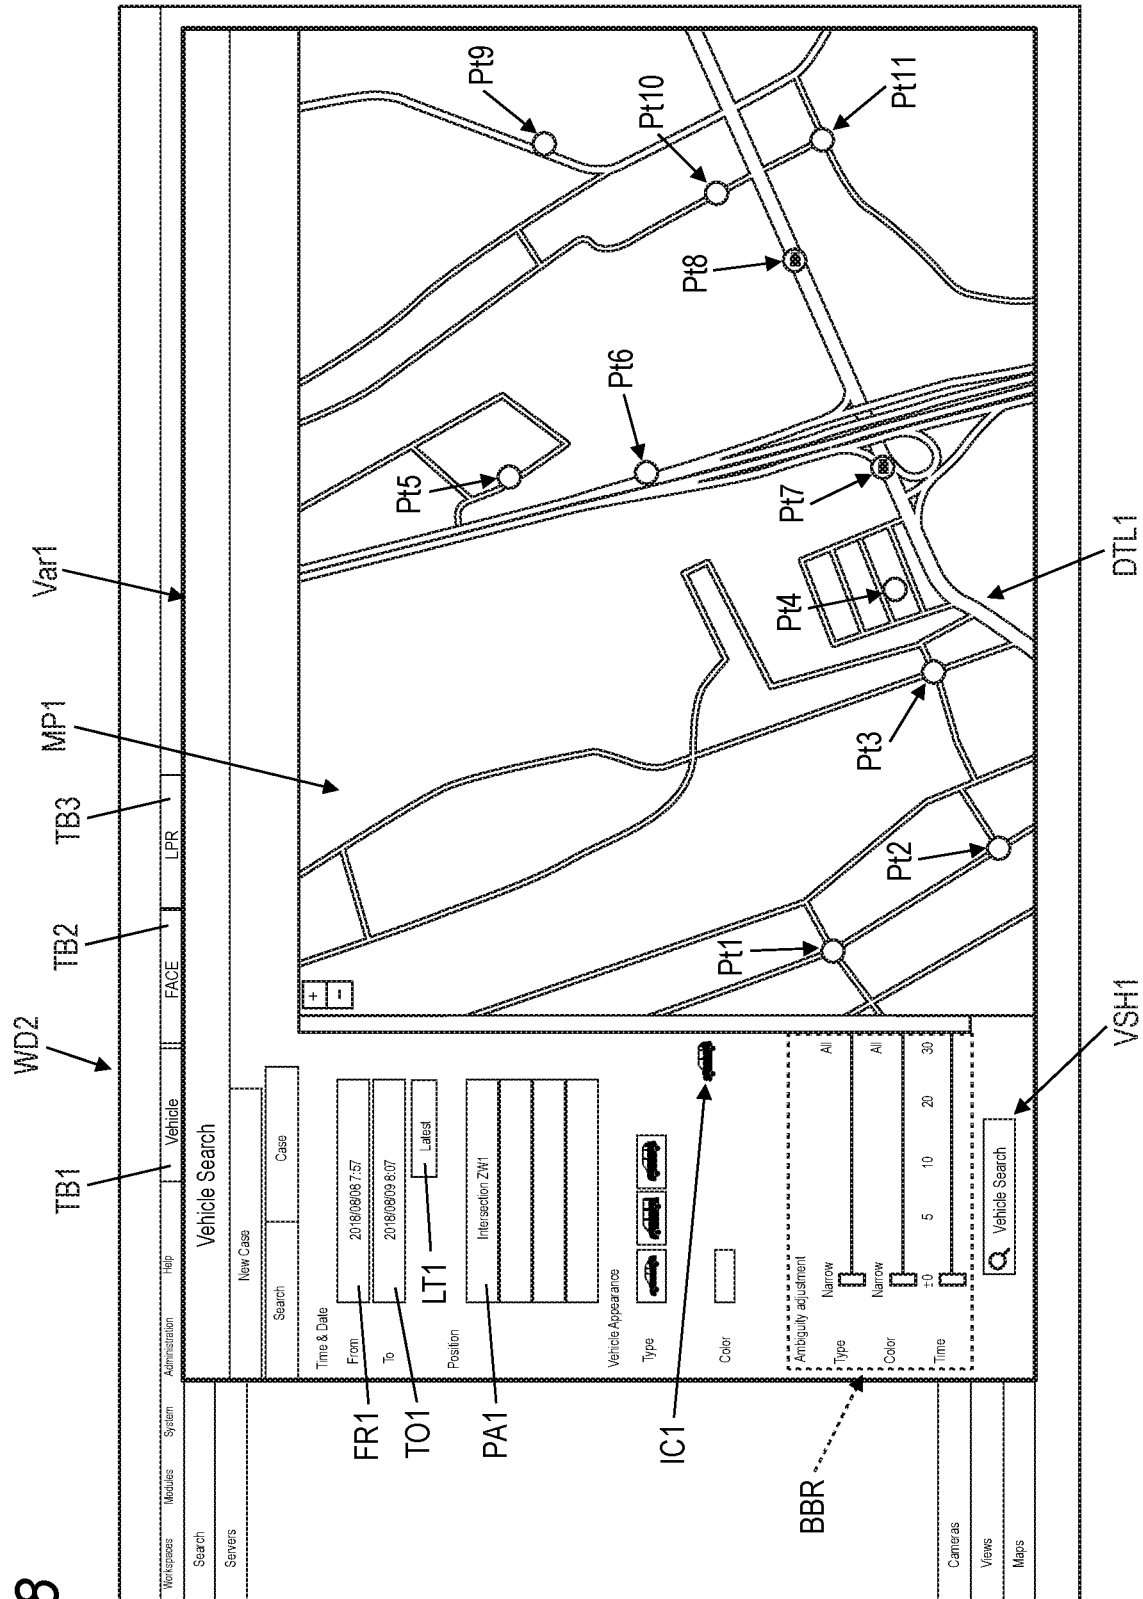 8
WD2
TB1
TB2
TB3
MP1
Var1
Workspaces Modules System Administration Help Vehicle FACE LPR
Search
Servers
Vehicle Search
New Case
Search Case
Time & Date
From 2018/08/08 7:57
To 2018/08/09 8:07
Latest
FR1
TO1
LT1
Position
Intersection ZW1
PA1
Vehicle Appearance
Type
Color
IC1
Ambiguity adjustment
Type Narrow All
Color Narrow All
Time ±0 5 10 20 30
BBR
Vehicle Search
VSH1
Cameras
Views
Maps
+
−
Pt1
Pt2
Pt3
Pt4
Pt5
Pt6
Pt7
Pt8
Pt9
Pt10
Pt11
DTL1